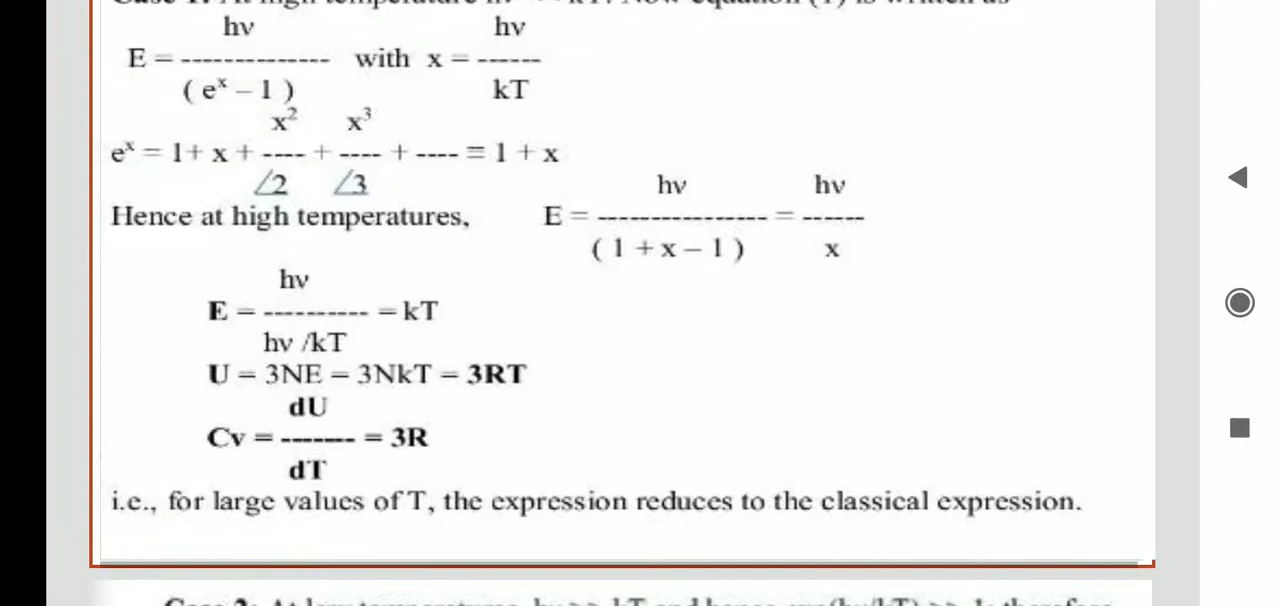 hν hν
E = -------------- with x = ------
( eˣ – 1 ) kT
x² x³
eˣ = 1+ x + ---- + ---- + ---- ≡ 1 + x
∠2 ∠3 hν hν
Hence at high temperatures, E = ----------------- = ------
( 1 + x – 1 ) x
hν
E = ---------- = kT
hν /kT
U = 3NE = 3NkT = 3RT
dU
Cv = ------- = 3R
dT
i.e., for large values of T, the expression reduces to the classical expression.